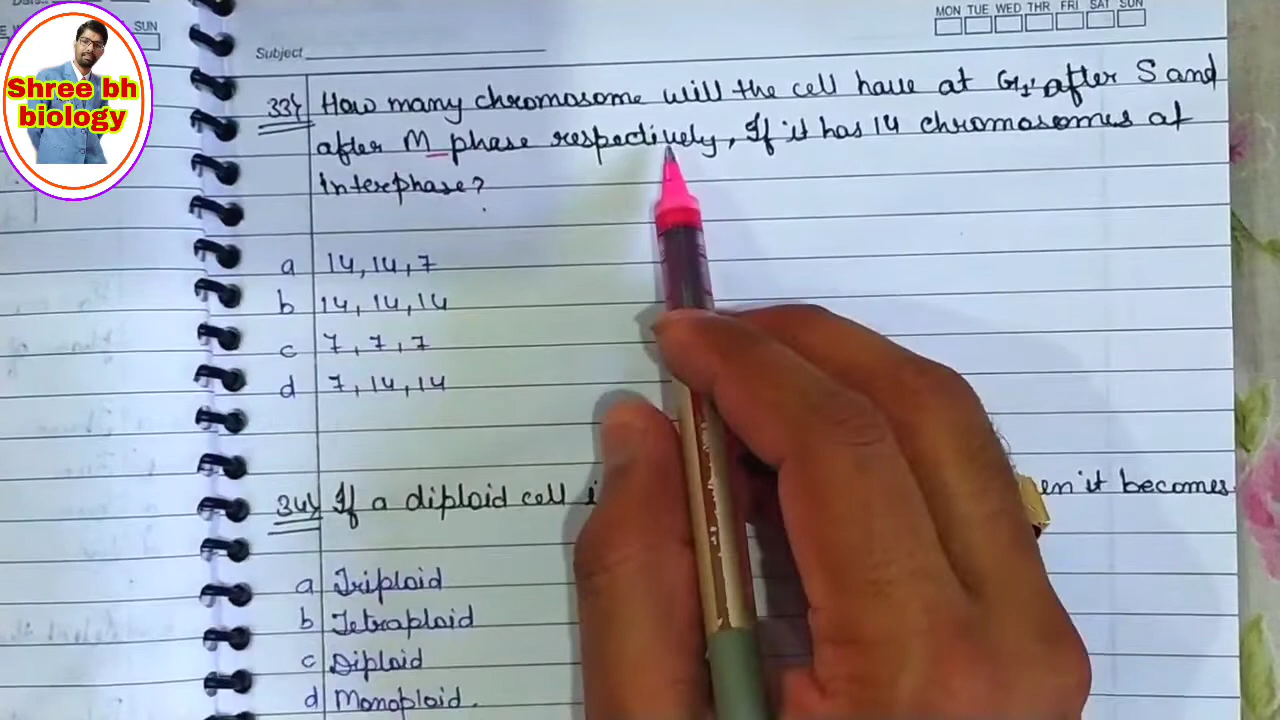 SUN
MON TUE WED THR FRI SAT SUN
Subject
Shree bh
biology
33) How many chromosome will the cell have at G1, after S and
after M phase respectively, If it has 14 chromosomes at
interphase?
a 14, 14, 7
b 14, 14, 14
c 7, 7, 7
d 7, 14, 14
34) If a diploid cell i en it becomes
a Triploid
b Tetraploid
c Diploid
d Monoploid.